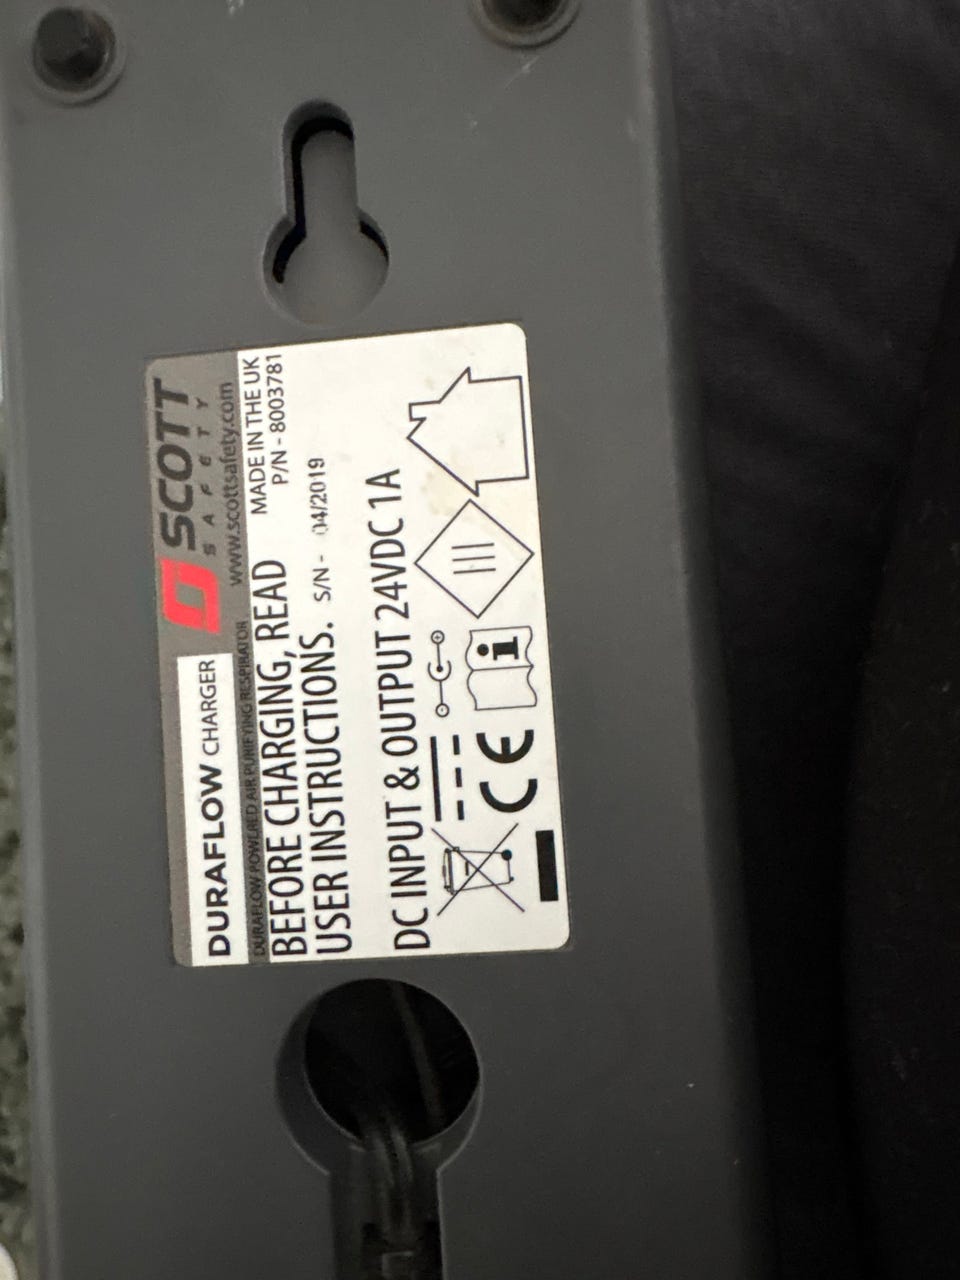 DURAFLOW CHARGER
SCOTT
SAFETY
DURAFLOW POWERED AIR PURIFYING RESPIRATOR
www.scottsafety.com
BEFORE CHARGING, READ
USER INSTRUCTIONS.
MADE IN THE UK
P/N - 8003781
S/N - 04/2019
DC INPUT & OUTPUT 24VDC 1A
III
i
CE